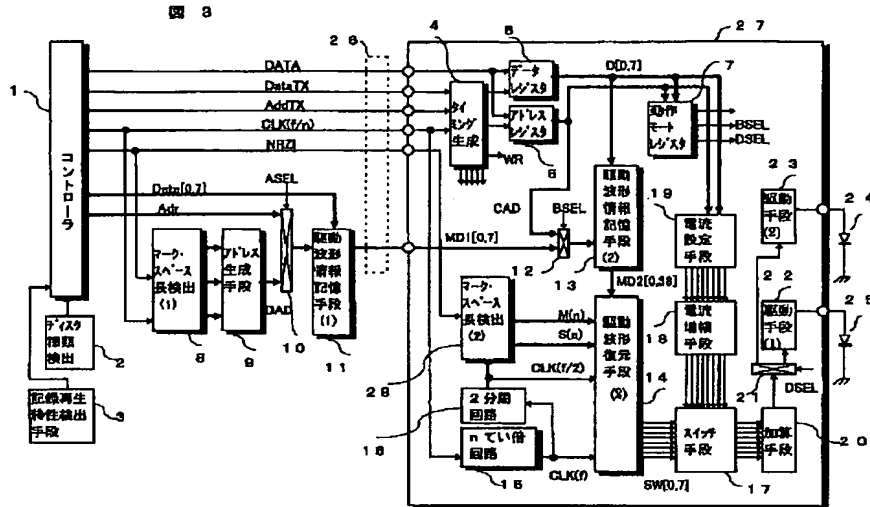 図 3
1
コントローラ
DATA
DataTX
AddTX
CLK(f/n)
NRZI
Data[0,7]
Adr
ASEL
DAD
マーク・
スペース
長検出
(1)
8
アドレス
生成
手段
9
10
駆動
波形
情報
記憶
手段
(1)
11
ディスク
種類
検出
2
記録再生
特性検出
手段
3
26
27
4
タイミング生成
5
データ
レジスタ
アドレス
レジスタ
6
WR
D[0,7]
動作
モード
レジスタ
7
BSEL
DSEL
CAD
BSEL
MD1[0,7]
12
駆動
波形
情報
記憶
手段
(2)
13
MD2[0,38]
マーク・
スペース
長検出
(2)
28
M(n)
S(n)
CLK(f/2)
駆動
波形
復元
手段
(2)
14
2分周
回路
16
nてい倍
回路
15
CLK(f)
SW[0,7]
19
電流
設定
手段
18
電流
増幅
手段
スイッチ
手段
17
加算
手段
20
21
DSEL
22
駆動
手段
(1)
23
駆動
手段
(2)
24
25